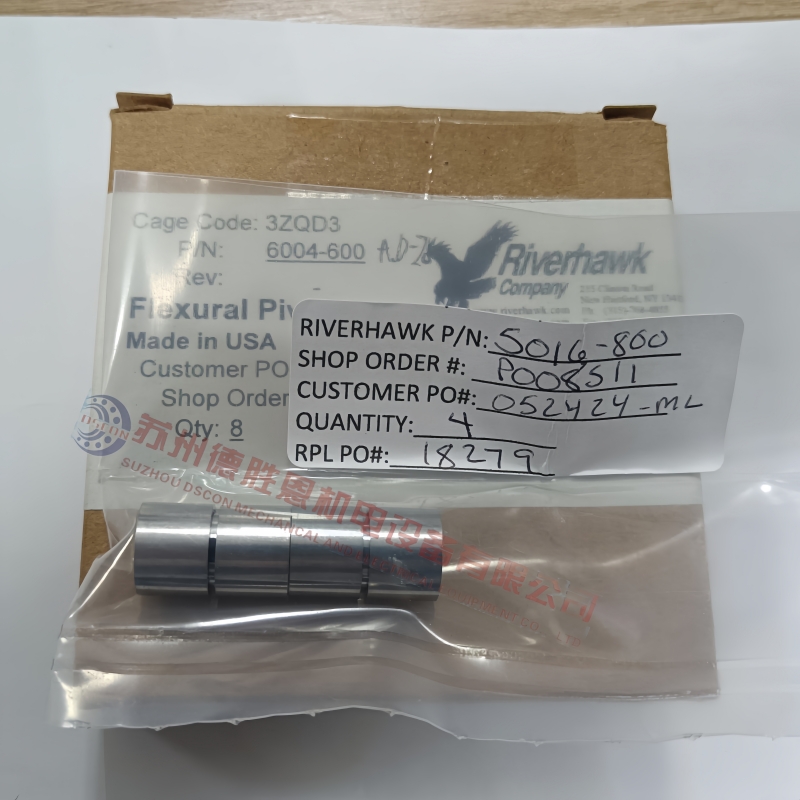 Cage Code: 3ZQD3
P/N: 6004-600
Rev:
Riverhawk
Company
Flexural Piv
Made in USA
Customer PO
Shop Order
Qty: 8
RIVERHAWK P/N: 5016-800
SHOP ORDER #: P008511
CUSTOMER PO#: 052424-ML
QUANTITY: 4
RPL PO#: 18279
DSCON
苏州德胜恩机电设备有限公司
SUZHOU DSCON MECHANICAL AND